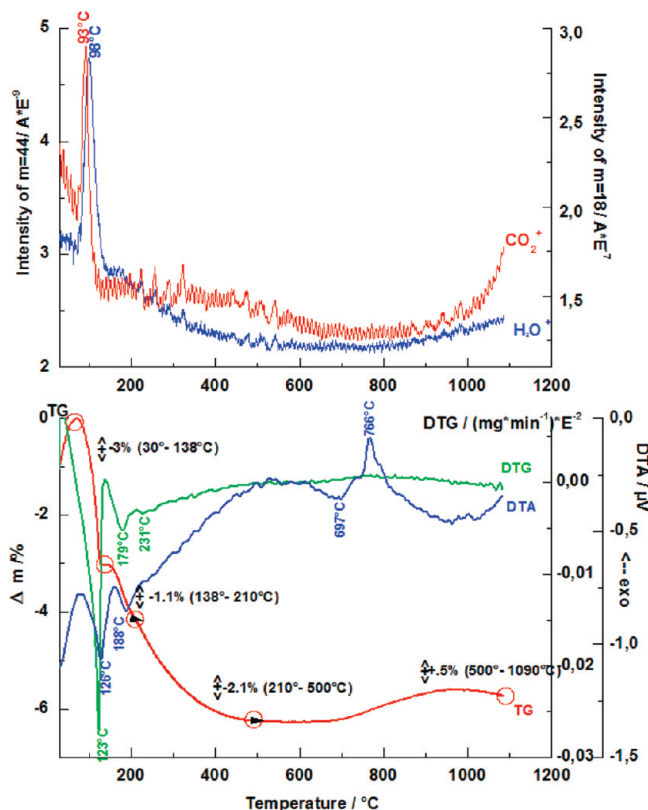 93°C
98°C
5
4
3
2
Intensity of m=44/ A*E⁻⁹
3,0
2,5
2,0
1,5
Intensity of m=18/ A*E⁻⁷
CO₂⁺
H₂O⁺
200 400 600 800 1000 1200
TG
0
-2
-4
-6
Δ m /%
-3% (30°- 138°C)
-1.1% (138°- 210°C)
-2.1% (210°- 500°C)
+.5% (500°- 1090°C)
179°C
231°C
188°C
126°C
123°C
697°C
766°C
DTG / (mg*min⁻¹)*E⁻²
DTG
DTA
TG
0,00
-0,01
-0,02
-0,03
0,0
-0,5
-1,0
-1,5
DTA / µV
<-- exo
200 400 600 800 1000 1200
Temperature / °C